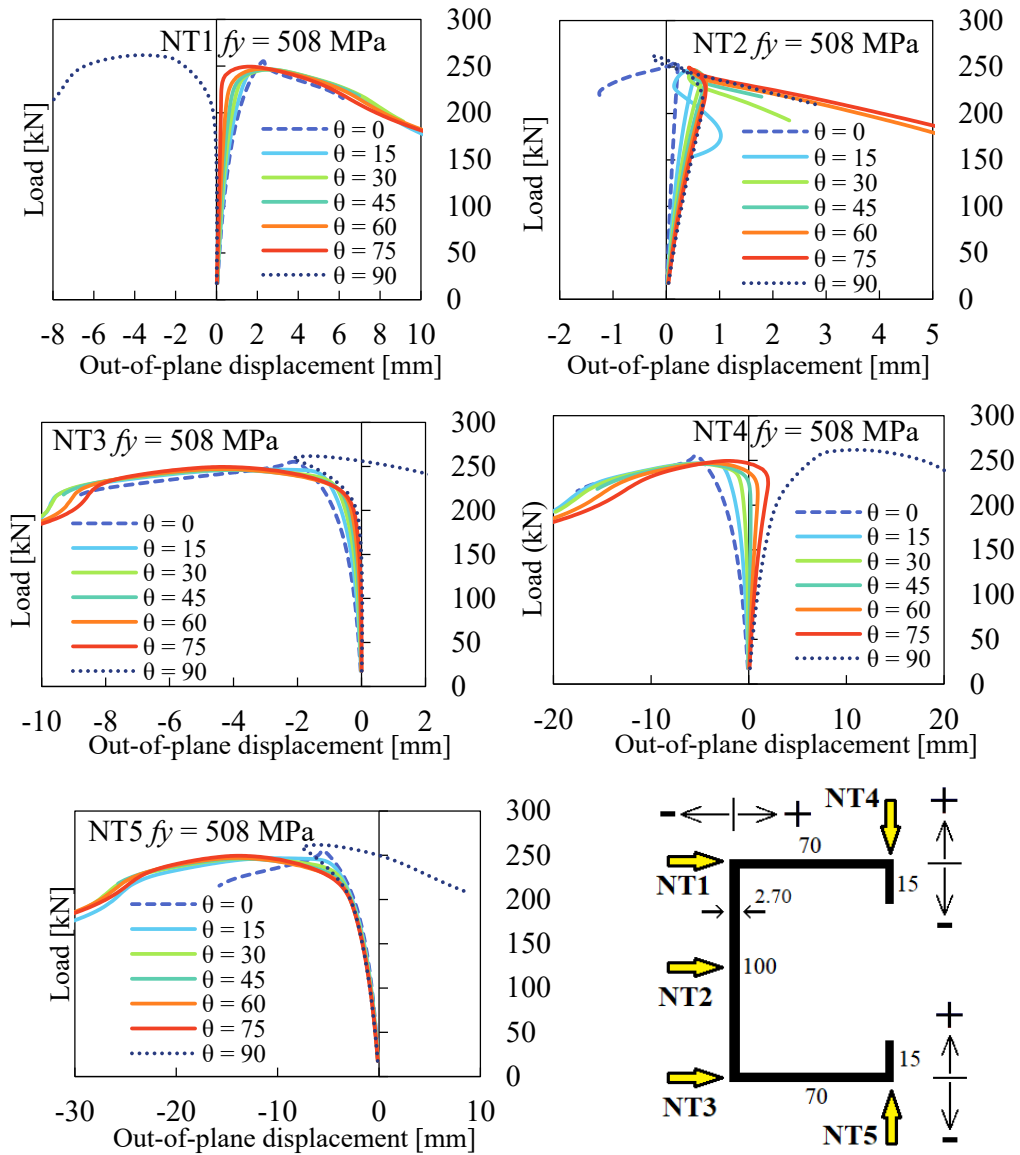 NT1 fy = 508 MPa
Load [kN]
300
250
200
150
100
50
0
θ = 0
θ = 15
θ = 30
θ = 45
θ = 60
θ = 75
θ = 90
-8 -6 -4 -2 0 2 4 6 8 10
Out-of-plane displacement [mm]
NT2 fy = 508 MPa
Load [kN]
300
250
200
150
100
50
0
θ = 0
θ = 15
θ = 30
θ = 45
θ = 60
θ = 75
θ = 90
-2 -1 0 1 2 3 4 5
Out-of-plane displacement [mm]
NT3 fy = 508 MPa
Load [kN]
300
250
200
150
100
50
0
θ = 0
θ = 15
θ = 30
θ = 45
θ = 60
θ = 75
θ = 90
-10 -8 -6 -4 -2 0 2
Out-of-plane displacement [mm]
NT4 fy = 508 MPa
Load (kN)
300
250
200
150
100
50
0
θ = 0
θ = 15
θ = 30
θ = 45
θ = 60
θ = 75
θ = 90
-20 -10 0 10 20
Out-of-plane displacement [mm]
NT5 fy = 508 MPa
Load [kN]
300
250
200
150
100
50
0
θ = 0
θ = 15
θ = 30
θ = 45
θ = 60
θ = 75
θ = 90
-30 -20 -10 0 10
Out-of-plane displacement [mm]
NT4
- +
+
70
NT1
15
2.70
-
NT2
100
+
15
NT3
70
NT5
-